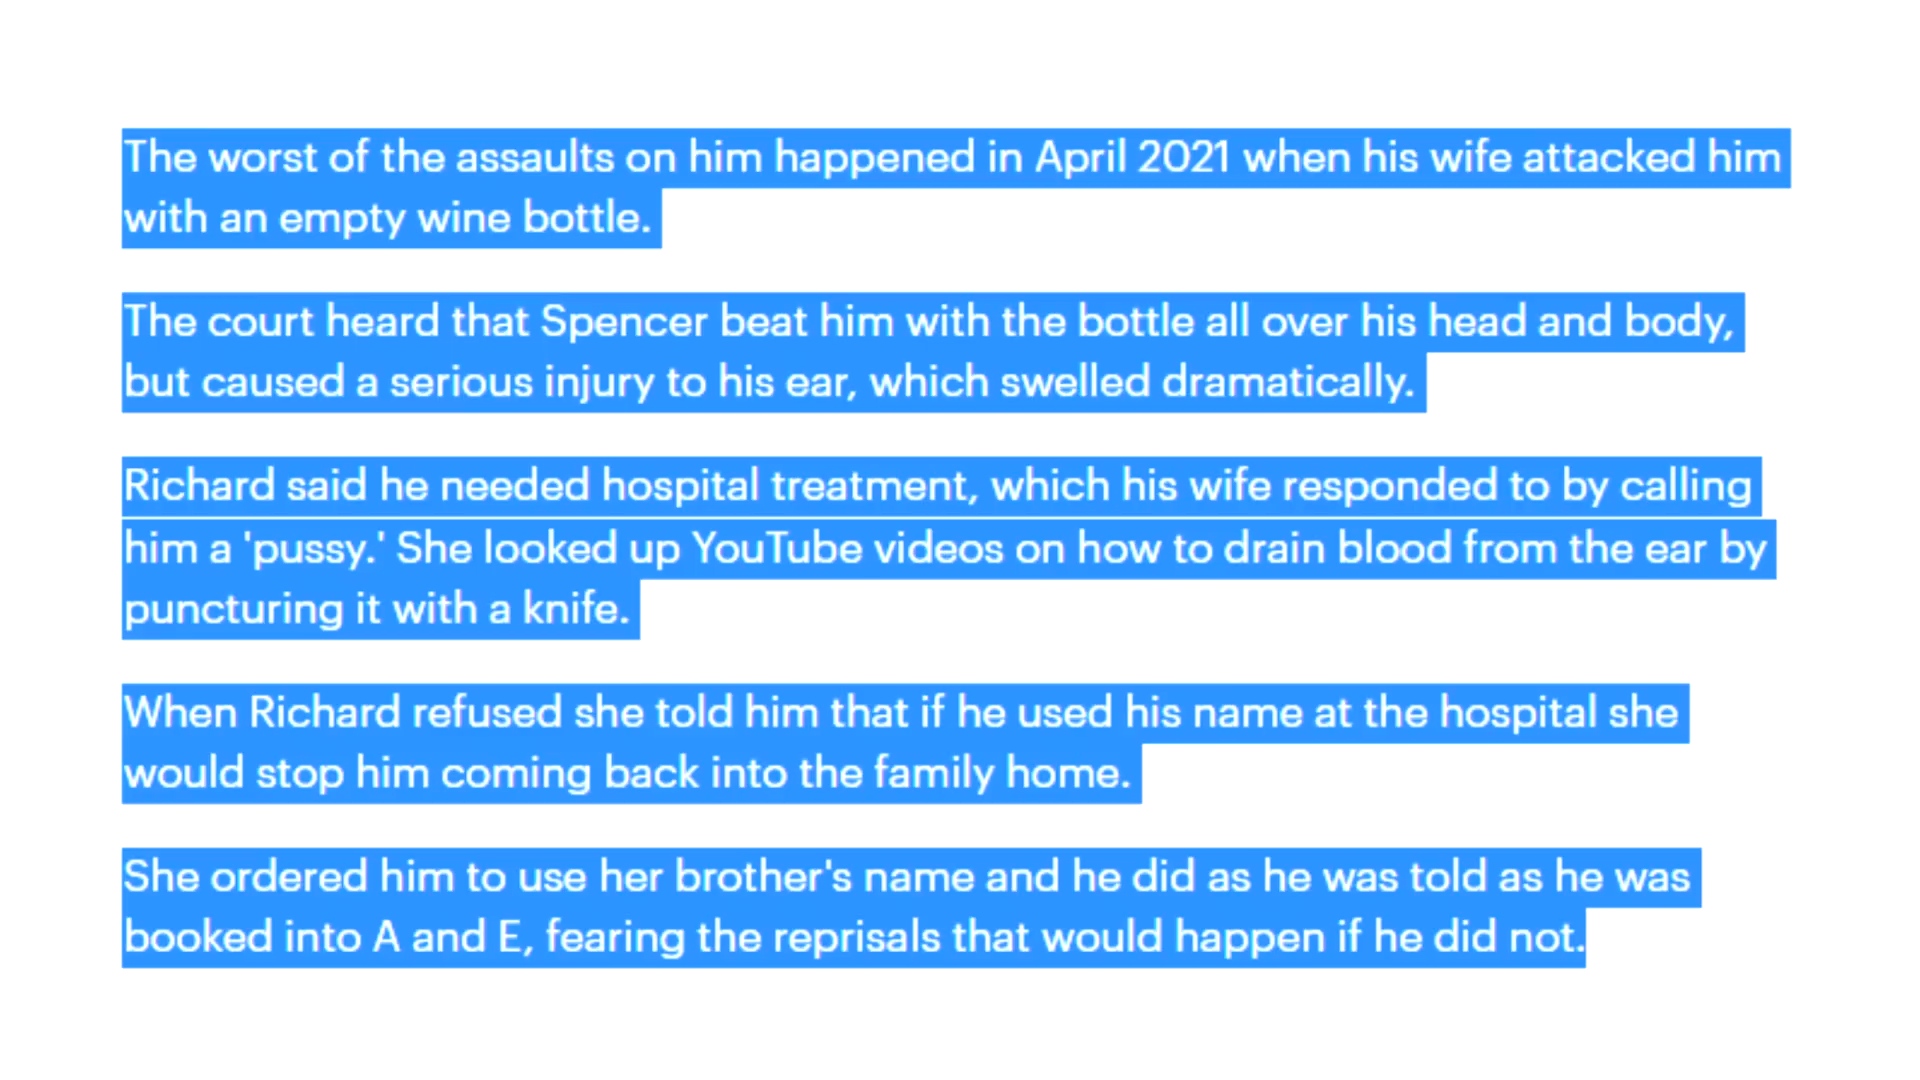 The worst of the assaults on him happened in April 2021 when his wife attacked him
with an empty wine bottle.
The court heard that Spencer beat him with the bottle all over his head and body,
but caused a serious injury to his ear, which swelled dramatically.
Richard said he needed hospital treatment, which his wife responded to by calling
him a 'pussy.' She looked up YouTube videos on how to drain blood from the ear by
puncturing it with a knife.
When Richard refused she told him that if he used his name at the hospital she
would stop him coming back into the family home.
She ordered him to use her brother's name and he did as he was told as he was
booked into A and E, fearing the reprisals that would happen if he did not.